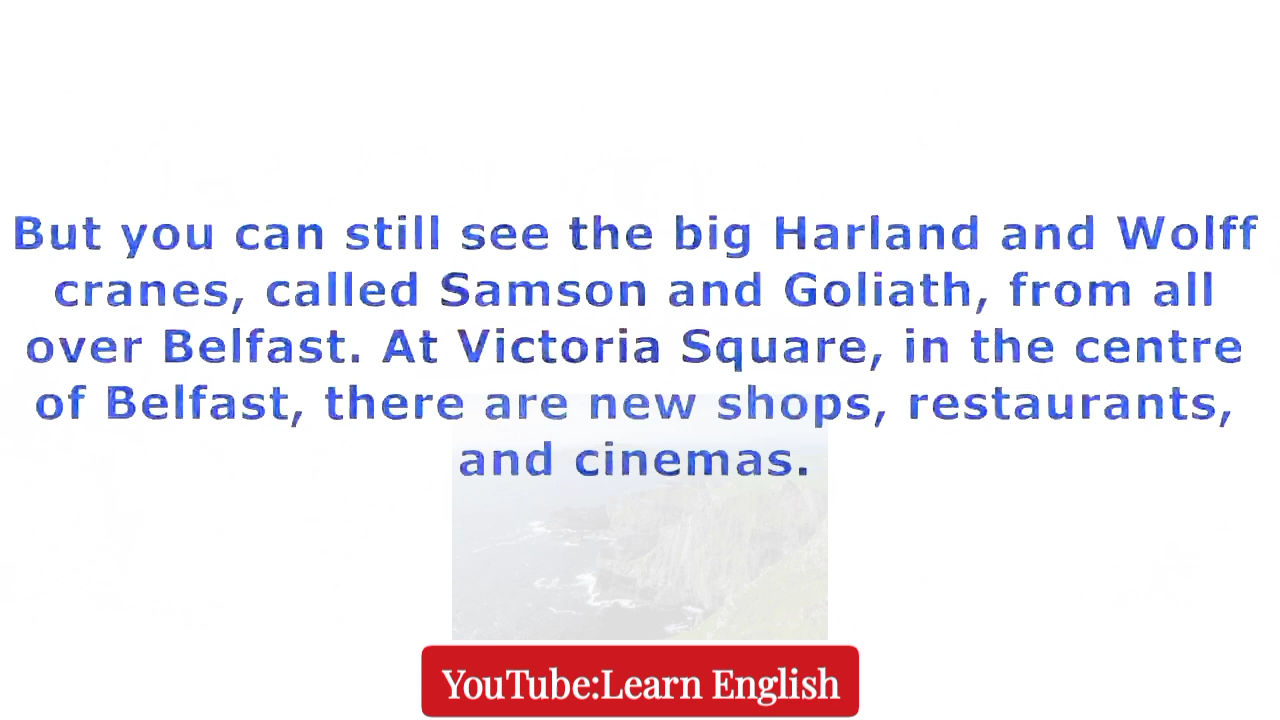 But you can still see the big Harland and Wolff
cranes, called Samson and Goliath, from all
over Belfast. At Victoria Square, in the centre
of Belfast, there are new shops, restaurants,
and cinemas.
YouTube:Learn English